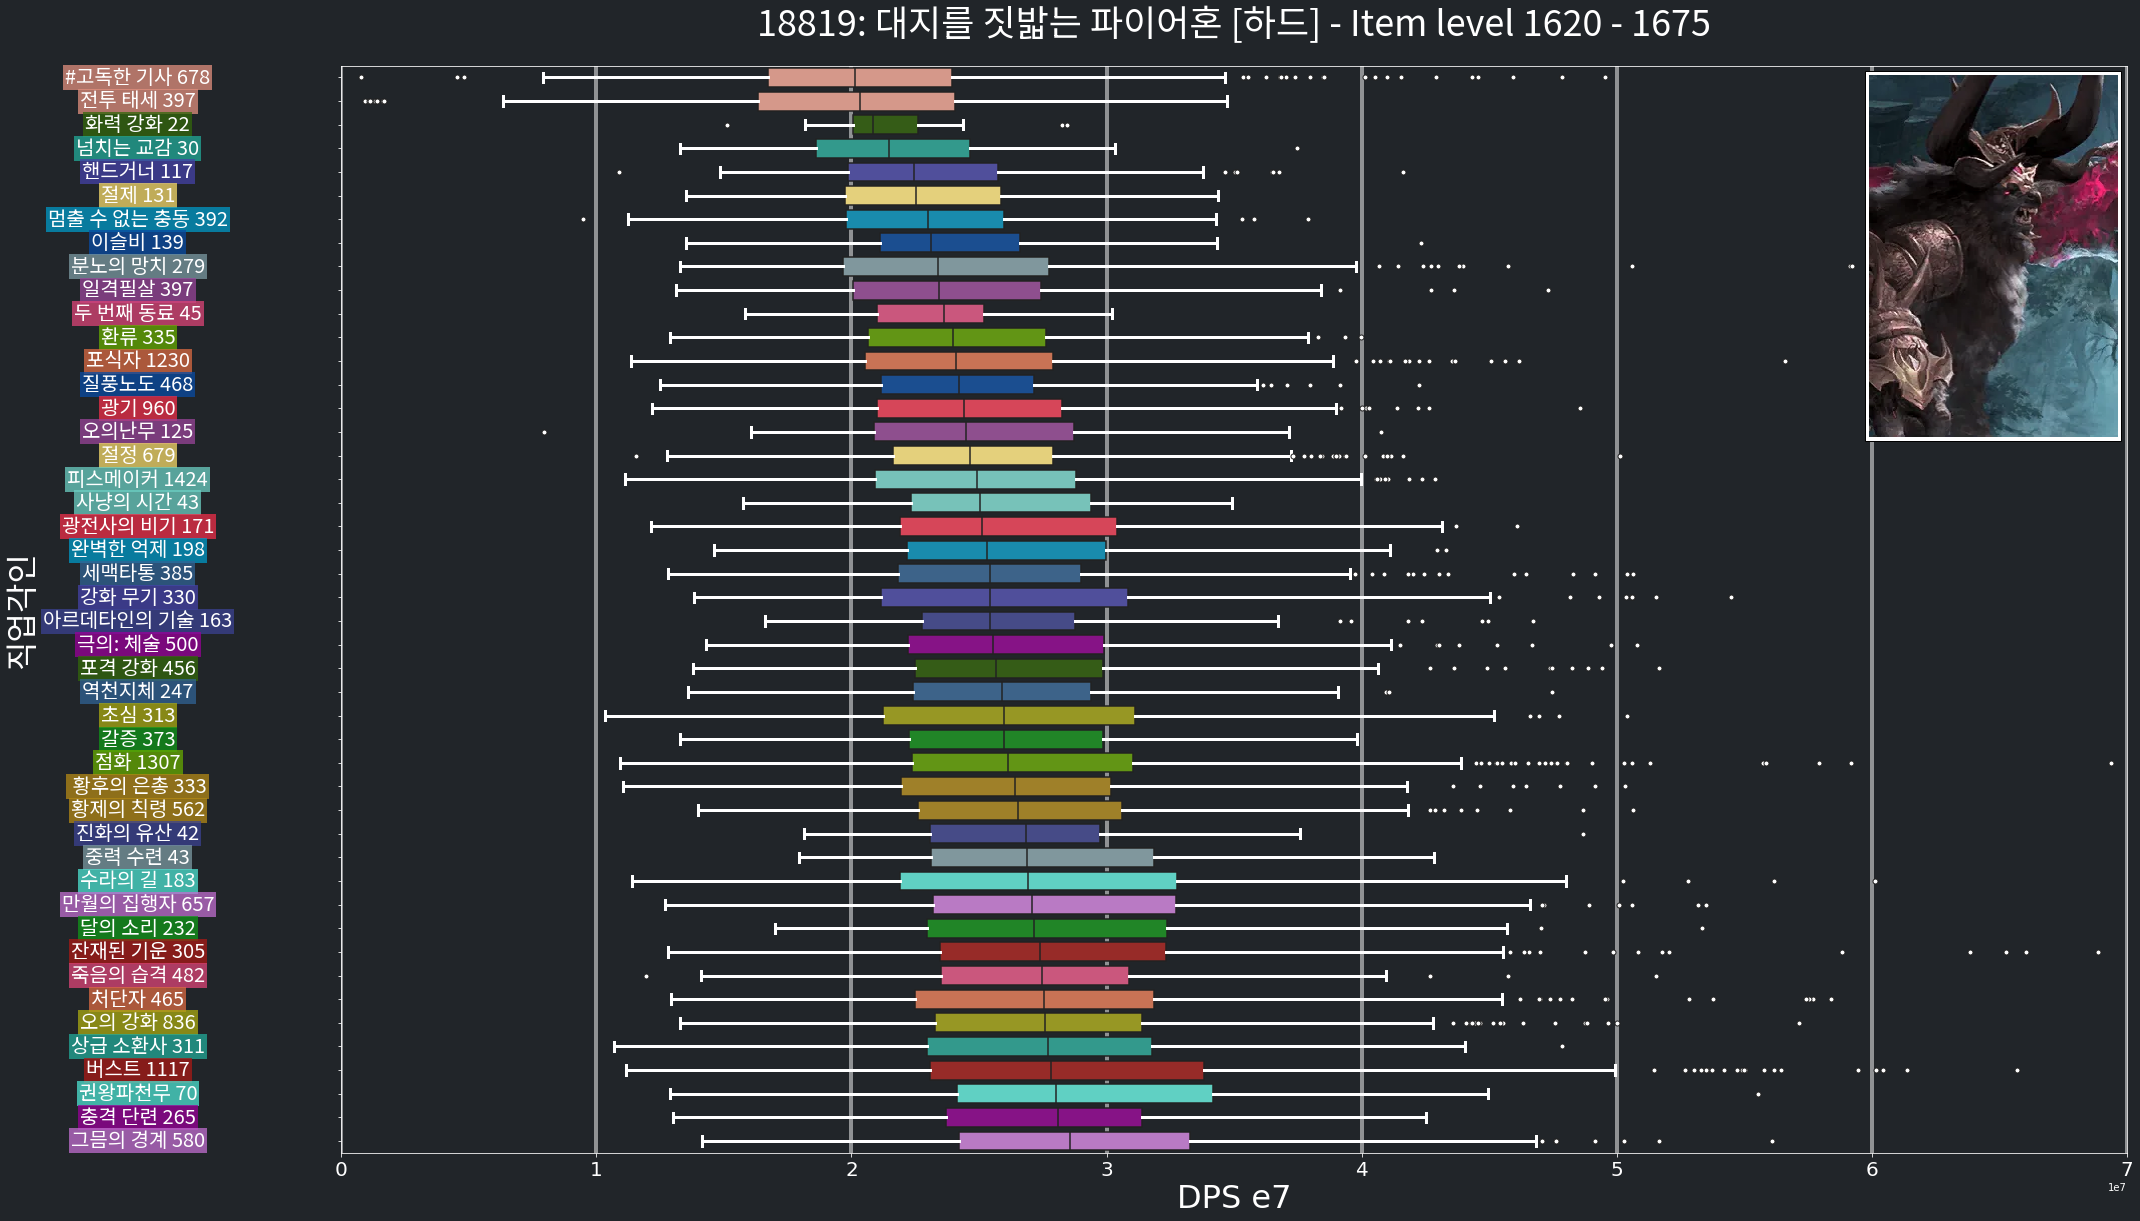 18819: 대지를 짓밟는 파이어혼 [하드] - Item level 1620 - 1675
#고독한 기사 678
전투 태세 397
화력 강화 22
넘치는 교감 30
핸드거너 117
절제 131
멈출 수 없는 충동 392
이슬비 139
분노의 망치 279
일격필살 397
두 번째 동료 45
환류 335
포식자 1230
질풍노도 468
광기 960
오의난무 125
절정 679
피스메이커 1424
사냥의 시간 43
광전사의 비기 171
완벽한 억제 198
세맥타통 385
강화 무기 330
아르데타인의 기술 163
극의: 체술 500
포격 강화 456
역천지체 247
초심 313
갈증 373
점화 1307
황후의 은총 333
황제의 칙령 562
진화의 유산 42
중력 수련 43
수라의 길 183
만월의 집행자 657
달의 소리 232
잔재된 기운 305
죽음의 습격 482
처단자 465
오의 강화 836
상급 소환사 311
버스트 1117
권왕파천무 70
충격 단련 265
그믐의 경계 580
직업각인
0 1 2 3 4 5 6 7
1e7
DPS e7